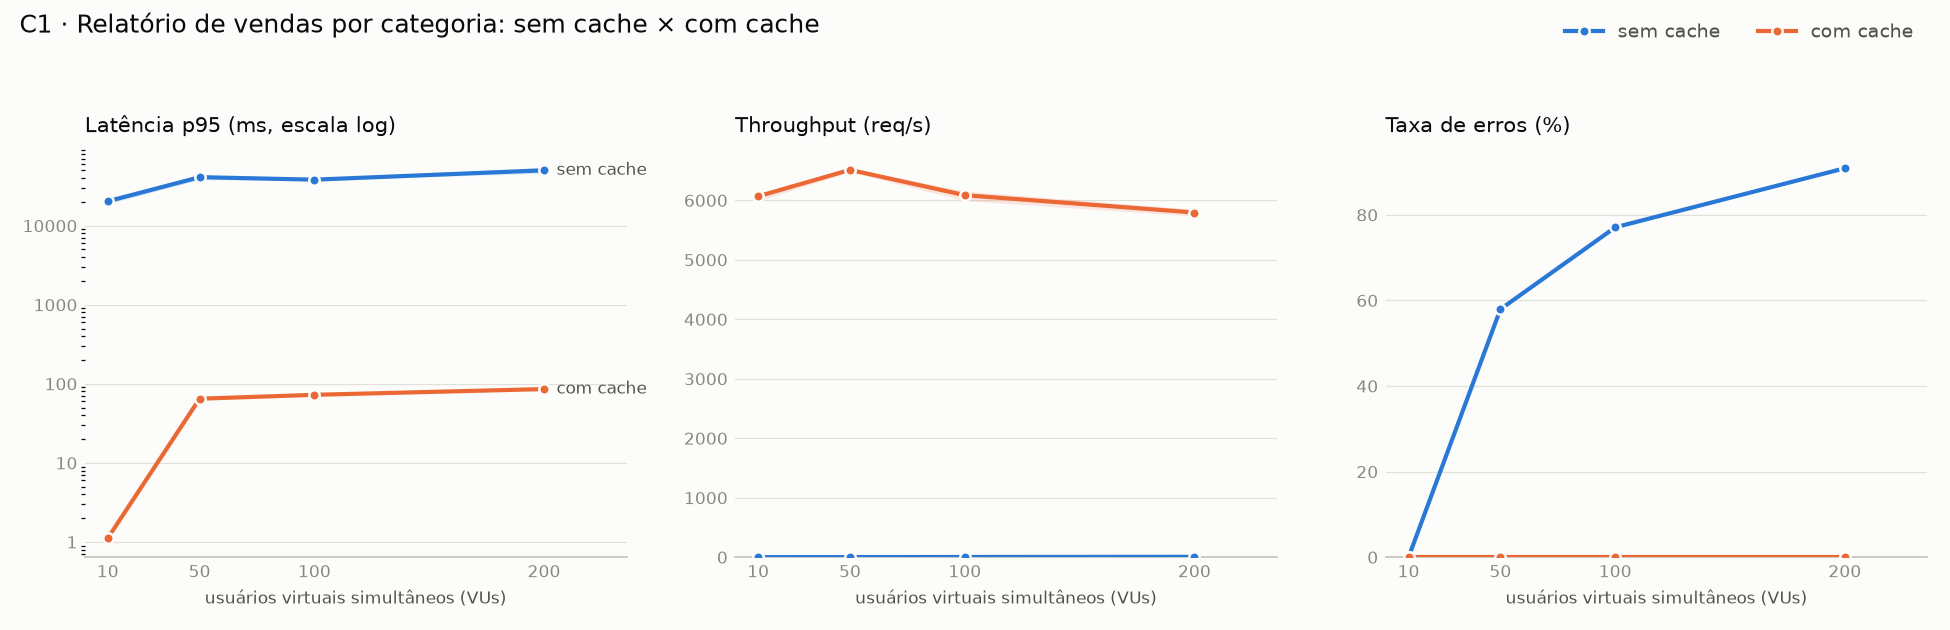 C1 · Relatório de vendas por categoria: sem cache × com cache
sem cache
com cache
Latência p95 (ms, escala log)
10000
1000
100
10
1
sem cache
com cache
10 50 100 200
usuários virtuais simultâneos (VUs)
Throughput (req/s)
6000
5000
4000
3000
2000
1000
0
10 50 100 200
usuários virtuais simultâneos (VUs)
Taxa de erros (%)
80
60
40
20
0
10 50 100 200
usuários virtuais simultâneos (VUs)